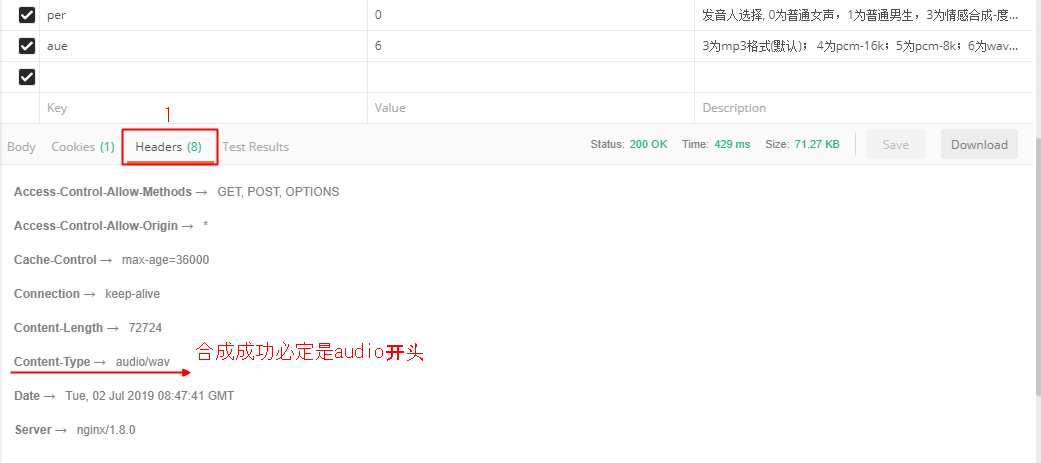 per 0 发音人选择, 0为普通女声，1为普通男生，3为情感合成-度...
aue 6 3为mp3格式(默认)； 4为pcm-16k；5为pcm-8k；6为wav...
Key Value Description
1
Body Cookies (1) Headers (8) Test Results Status: 200 OK Time: 429 ms Size: 71.27 KB Save Download
Access-Control-Allow-Methods → GET, POST, OPTIONS
Access-Control-Allow-Origin → *
Cache-Control → max-age=36000
Connection → keep-alive
Content-Length → 72724
Content-Type → audio/wav 合成成功必定是audio开头
Date → Tue, 02 Jul 2019 08:47:41 GMT
Server → nginx/1.8.0